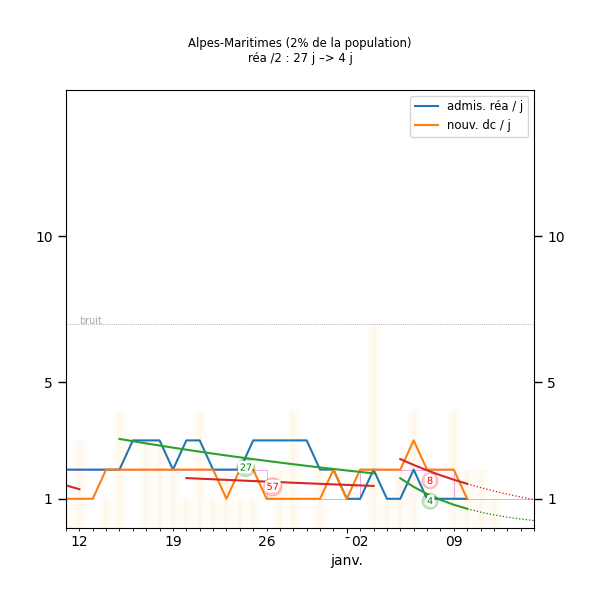 Alpes-Maritimes (2% de la population)
réa /2 : 27 j –> 4 j
admis. réa / j
nouv. dc / j
10
10
bruit
5
5
27
57
8
4
1
1
12
19
26
02
09
janv.